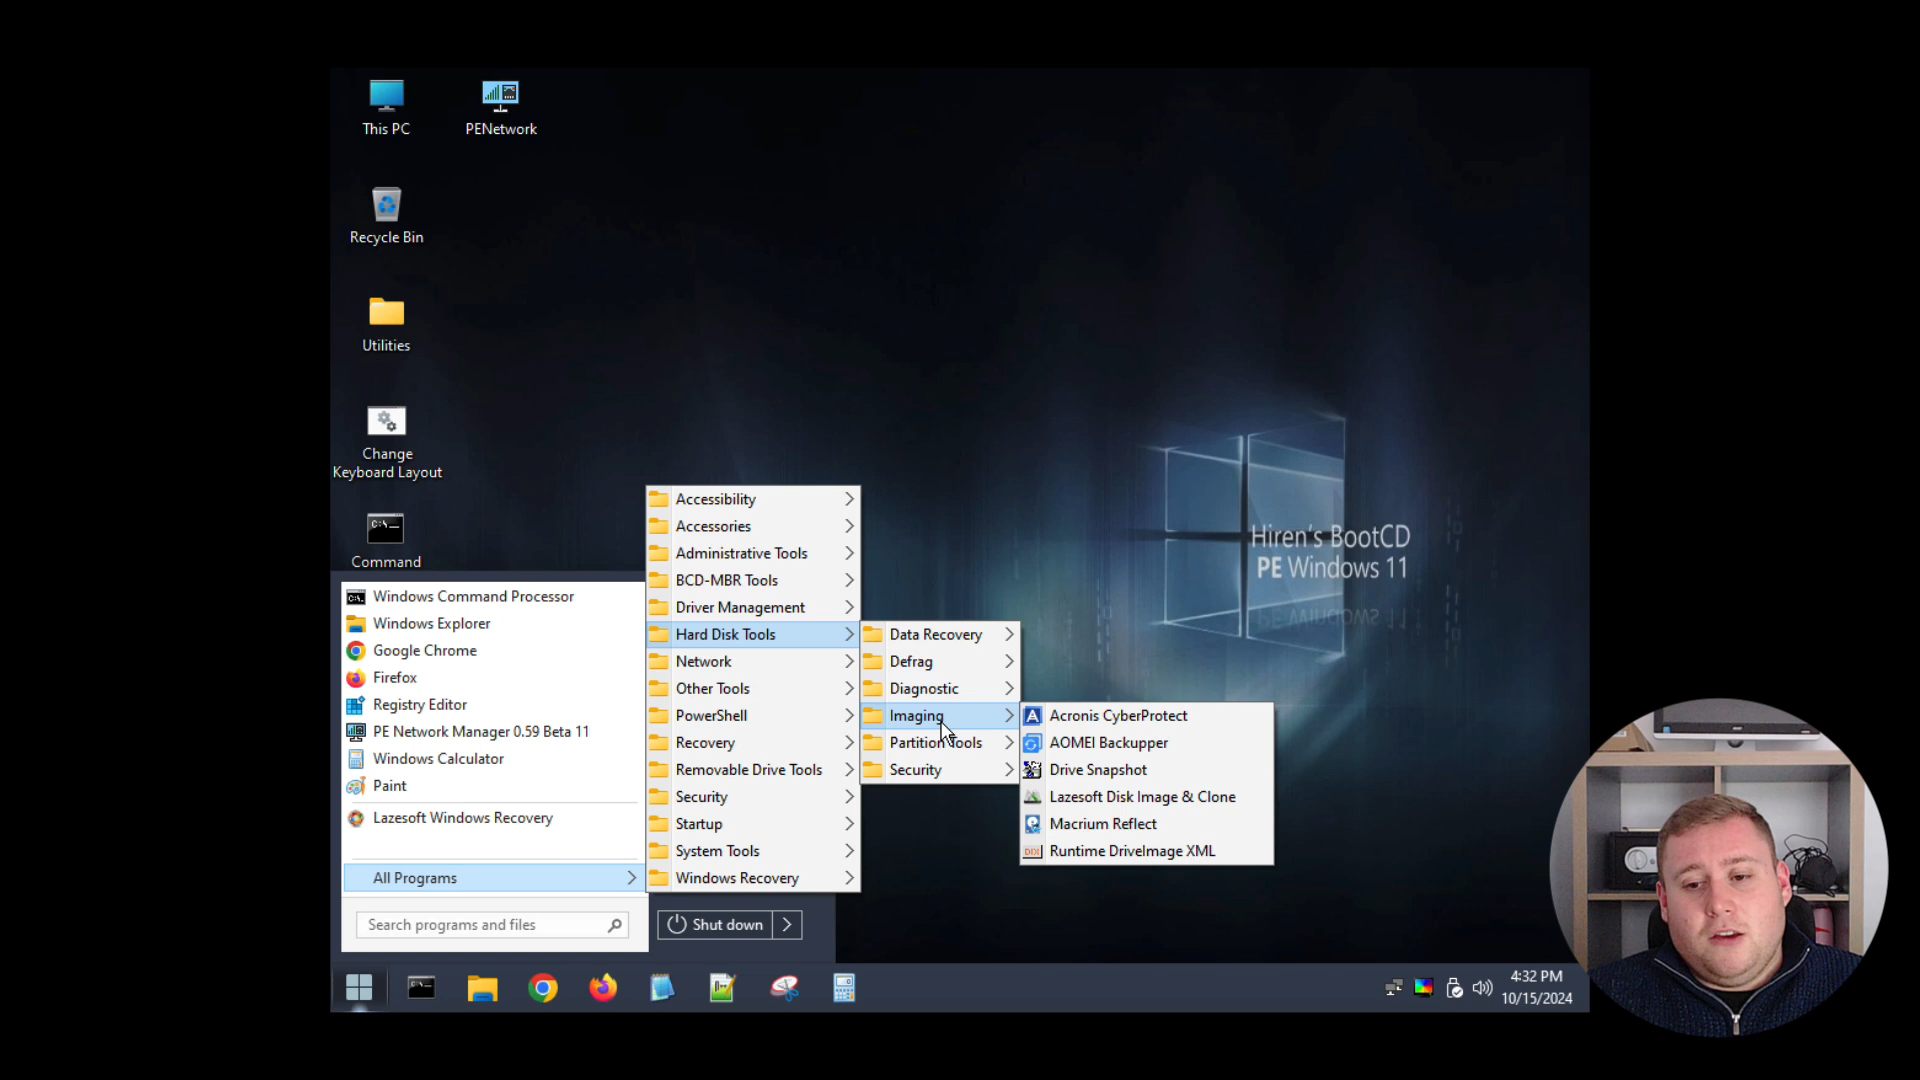 This PC
PENetwork
Recycle Bin
Utilities
Change
Keyboard Layout
C:\_
Command
Hiren's BootCD
PE Windows 11
Windows Command Processor
Windows Explorer
Google Chrome
Firefox
Registry Editor
PE Network Manager 0.59 Beta 11
Windows Calculator
Paint
Lazesoft Windows Recovery
All Programs
Search programs and files
Shut down
Accessibility
Accessories
Administrative Tools
BCD-MBR Tools
Driver Management
Hard Disk Tools
Network
Other Tools
PowerShell
Recovery
Removable Drive Tools
Security
Startup
System Tools
Windows Recovery
Data Recovery
Defrag
Diagnostic
Imaging
Partition Tools
Security
Acronis CyberProtect
AOMEI Backupper
Drive Snapshot
Lazesoft Disk Image & Clone
Macrium Reflect
Runtime DriveImage XML
4:32 PM
10/15/2024